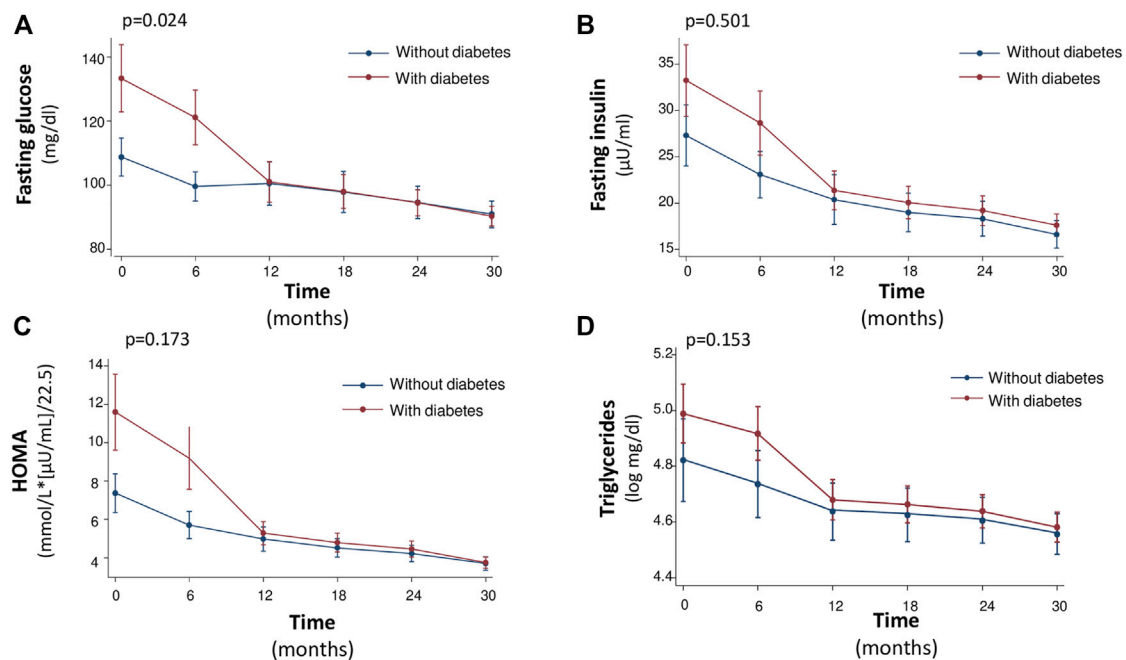 A
p=0.024
Fasting glucose
(mg/dl)
140
120
100
80
Without diabetes
With diabetes
0 6 12 18 24 30
Time
(months)
B
p=0.501
Fasting insulin
(μU/ml)
35
30
25
20
15
Without diabetes
With diabetes
0 6 12 18 24 30
Time
(months)
C
p=0.173
HOMA
(mmol/L*[μU/mL]/22.5)
14
12
10
8
6
4
Without diabetes
With diabetes
0 6 12 18 24 30
Time
(months)
D
p=0.153
Triglycerides
(log mg/dl)
5.2
5.0
4.8
4.6
4.4
Without diabetes
With diabetes
0 6 12 18 24 30
Time
(months)